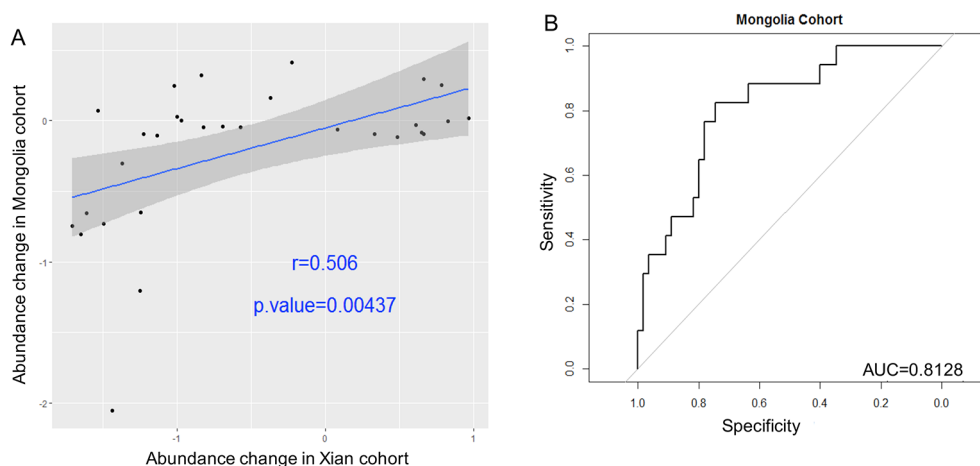 A
Abundance change in Mongolia cohort
0
-1
-2
r=0.506
p.value=0.00437
-1
0
1
Abundance change in Xian cohort
B
Mongolia Cohort
Sensitivity
1.0
0.8
0.6
0.4
0.2
0.0
AUC=0.8128
1.0
0.8
0.6
0.4
0.2
0.0
Specificity